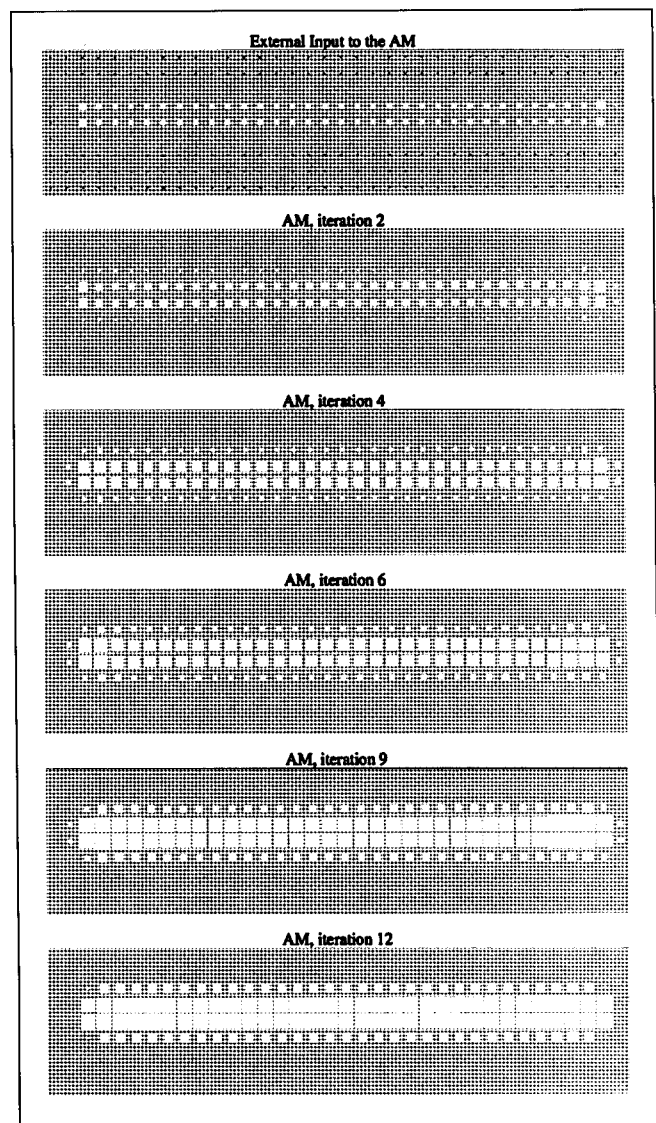 External Input to the AM
AM, iteration 2
AM, iteration 4
AM, iteration 6
AM, iteration 9
AM, iteration 12